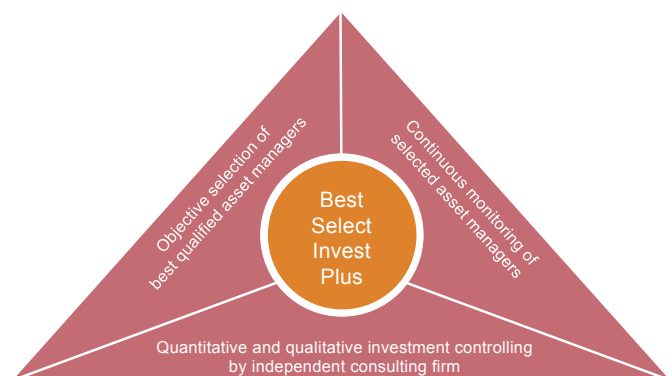 Objective selection of
best qualified asset managers
Continuous monitoring of
selected asset managers
Best
Select
Invest
Plus
Quantitative and qualitative investment controlling
by independent consulting firm